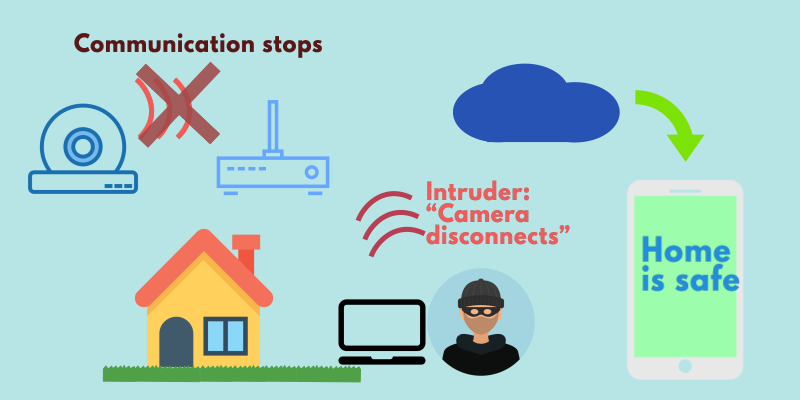 Communication stops
Intruder:
“Camera
disconnects”
Home
is safe